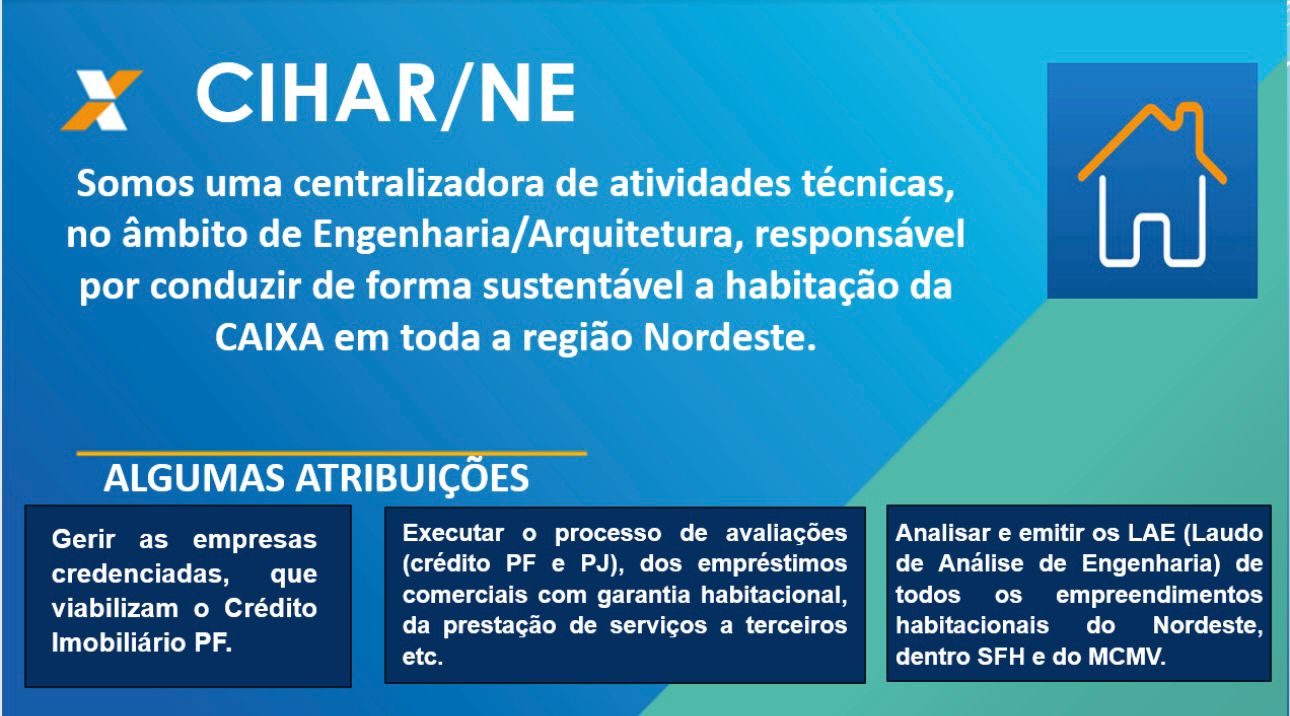 CIHAR/NE
Somos uma centralizadora de atividades técnicas,
no âmbito de Engenharia/Arquitetura, responsável
por conduzir de forma sustentável a habitação da
CAIXA em toda a região Nordeste.
ALGUMAS ATRIBUIÇÕES
Gerir as empresas
credenciadas, que
viabilizam o Crédito
Imobiliário PF.
Executar o processo de avaliações
(crédito PF e PJ), dos empréstimos
comerciais com garantia habitacional,
da prestação de serviços a terceiros
etc.
Analisar e emitir os LAE (Laudo
de Análise de Engenharia) de
todos os empreendimentos
habitacionais do Nordeste,
dentro SFH e do MCMV.